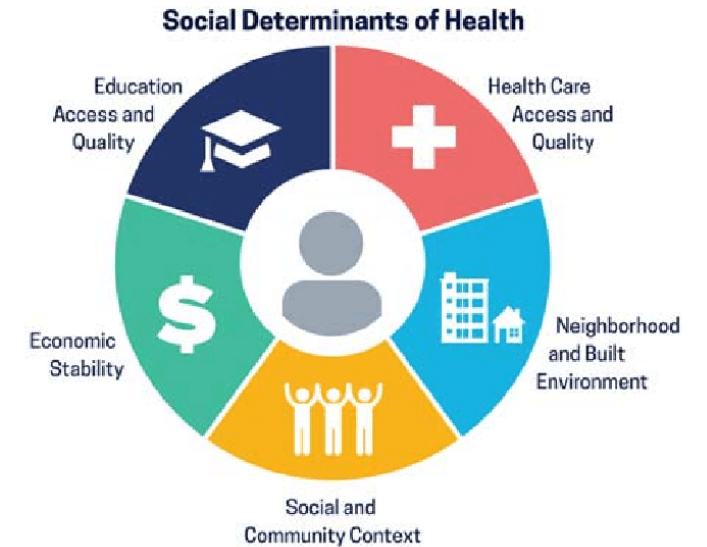 Social Determinants of Health
Education
Access and
Quality
Health Care
Access and
Quality
Economic
Stability
Neighborhood
and Built
Environment
Social and
Community Context